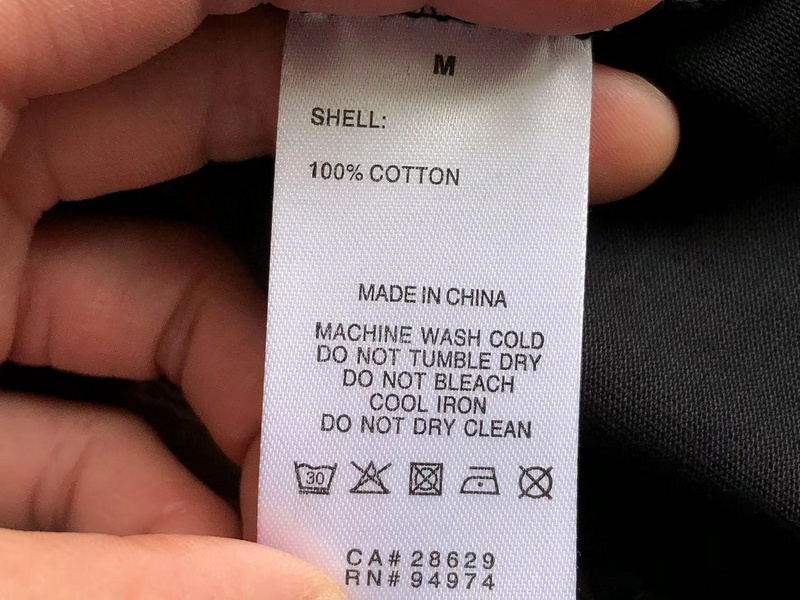 M
SHELL:
100% COTTON
MADE IN CHINA
MACHINE WASH COLD
DO NOT TUMBLE DRY
DO NOT BLEACH
COOL IRON
DO NOT DRY CLEAN
30
CA# 28629
RN# 94974